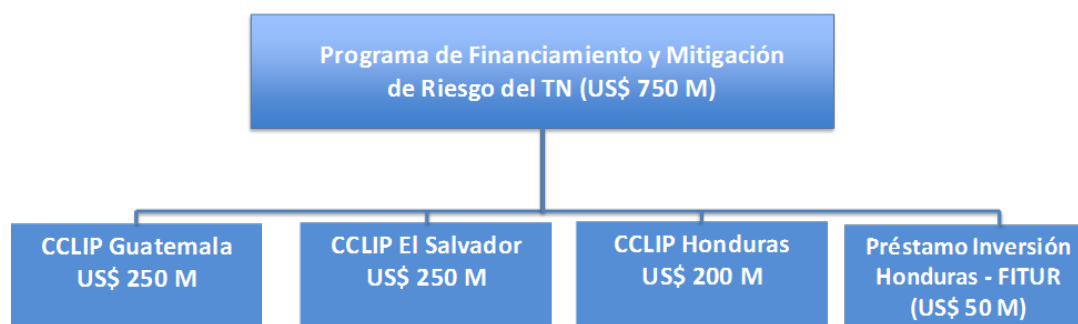 Programa de Financiamiento y Mitigación
de Riesgo del TN (US$ 750 M)
CCLIP Guatemala
US$ 250 M
CCLIP El Salvador
US$ 250 M
CCLIP Honduras
US$ 200 M
Préstamo Inversión
Honduras - FITUR
(US$ 50 M)